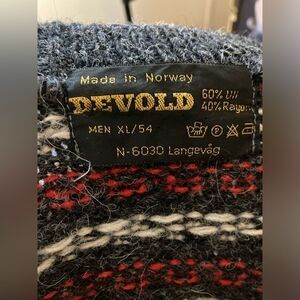 Made in Norway
DEVOLD
60% Ull
40% Rayon
MEN XL/54
N-6030 Langevåg